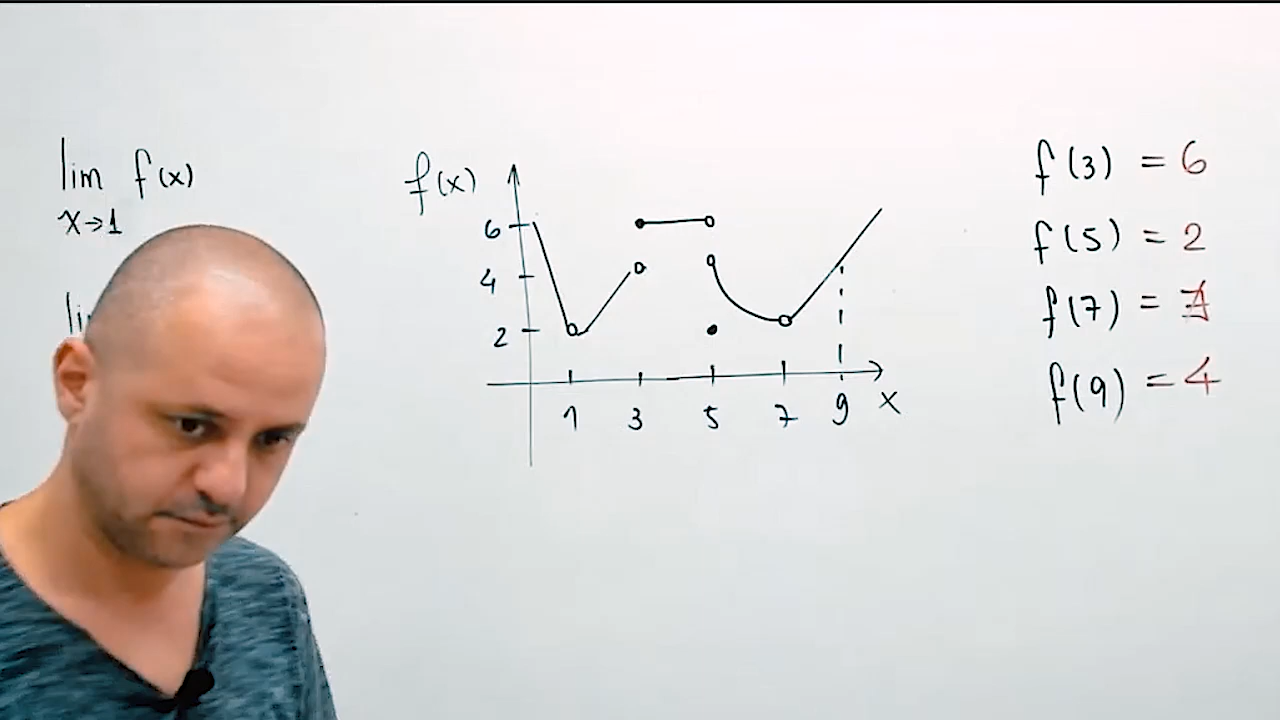 lim f(x)
x→1
f(x)
6
4
2
1 3 5 7 9 x
f(3) = 6
f(5) = 2
f(7) = ∄
f(9) = 4